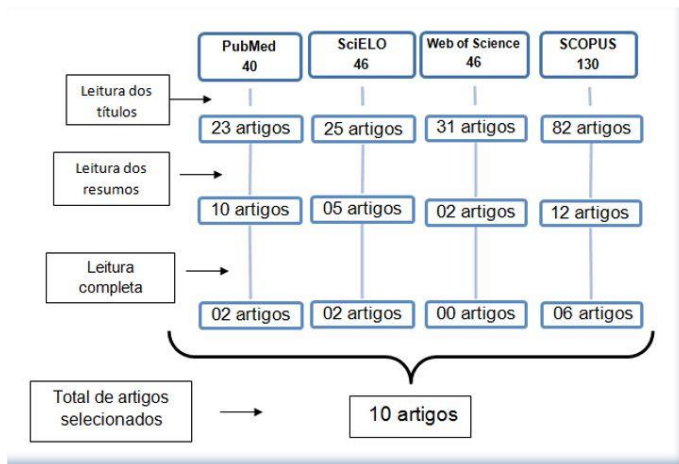 PubMed
40
SciELO
46
Web of Science
46
SCOPUS
130
Leitura dos
títulos
23 artigos
25 artigos
31 artigos
82 artigos
Leitura dos
resumos
10 artigos
05 artigos
02 artigos
12 artigos
Leitura
completa
02 artigos
02 artigos
00 artigos
06 artigos
Total de artigos
selecionados
10 artigos